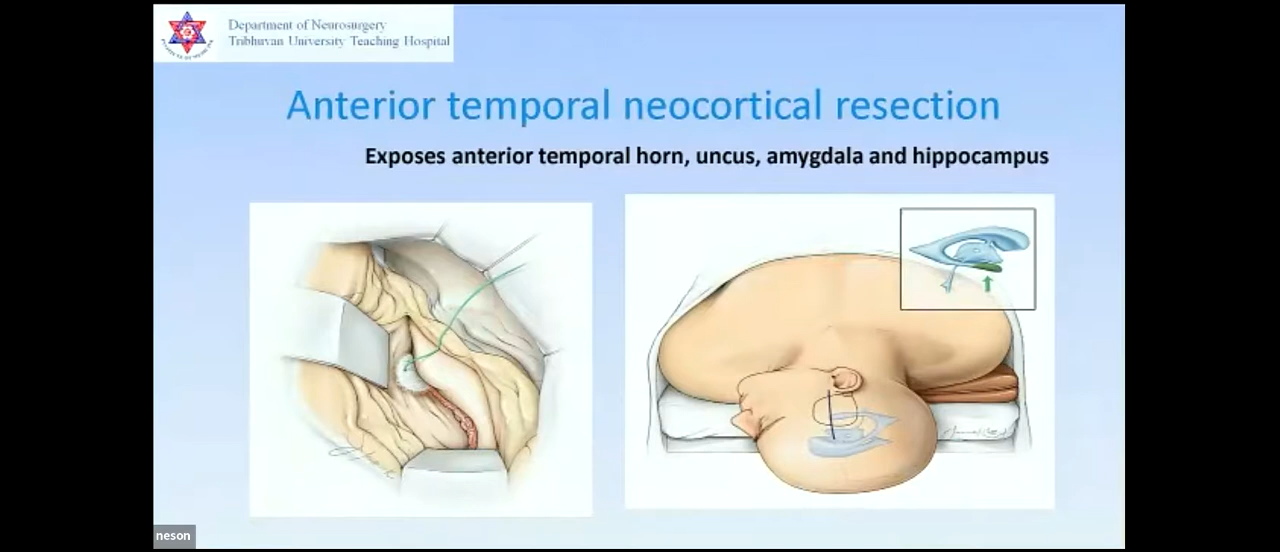 Department of Neurosurgery
Tribhuvan University Teaching Hospital
Anterior temporal neocortical resection
Exposes anterior temporal horn, uncus, amygdala and hippocampus
neson